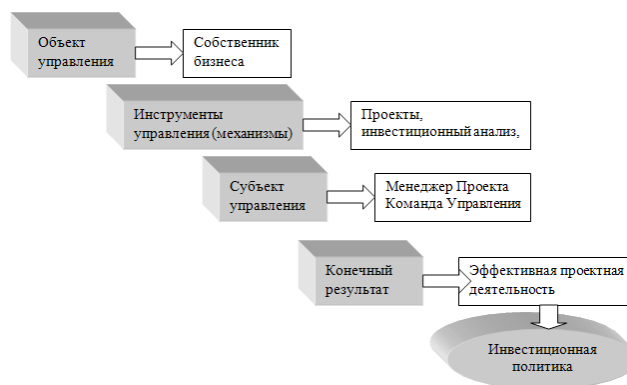 Объект
управления
Собственник
бизнеса
Инструменты
управления (механизмы)
Проекты,
инвестиционный анализ,
Субъект
управления
Менеджер Проекта
Команда Управления
Конечный
результат
Эффективная проектная
деятельность
Инвестиционная
политика